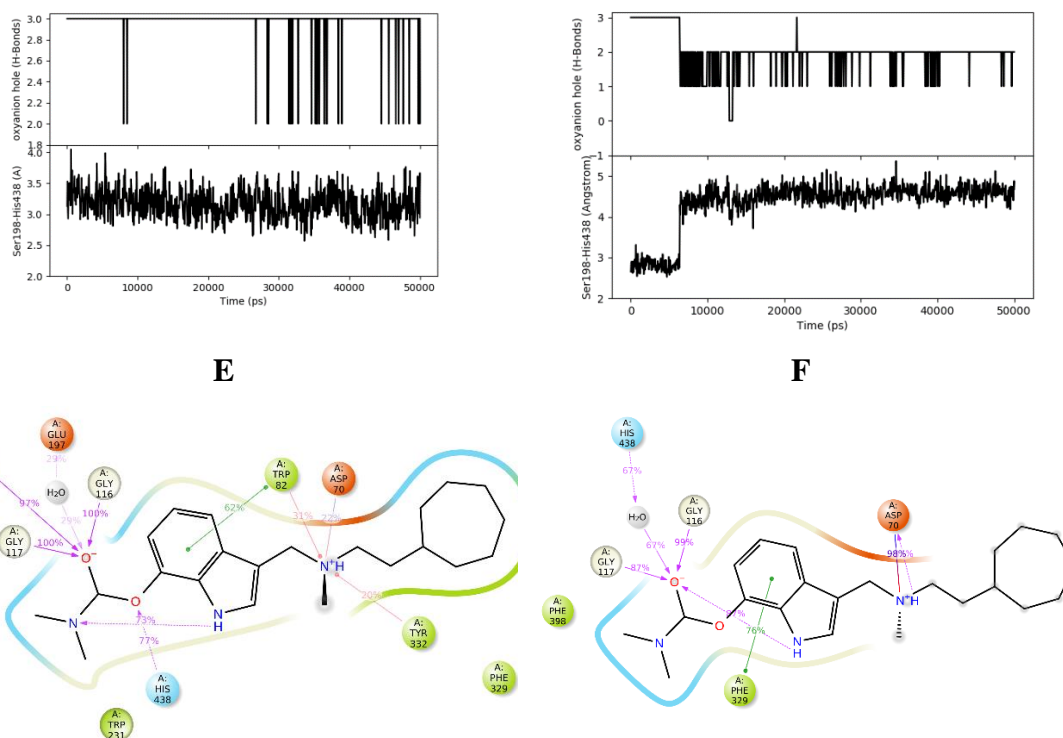 oxyanion hole (H-Bonds)
3.0
2.8
2.6
2.4
2.2
2.0
1.8
Ser198-His438 (A)
4.0
3.5
3.0
2.5
2.0
0
10000
20000
30000
40000
50000
Time (ps)
oxyanion hole (H-Bonds)
3
2
1
0
−1
Ser198-His438 (Angstrom)
5
4
3
2
0
10000
20000
30000
40000
50000
Time (ps)
E
F
A:
GLU
197
29%
H₂O
29%
A:
GLY
116
97%
100%
A:
GLY
117
100%
O⁻
O
N
73%
77%
N
H
A:
HIS
438
A:
TRP
231
62%
A:
TRP
82
31%
A:
ASP
70
22%
N⁺H
20%
A:
TYR
332
A:
PHE
329
A:
HIS
438
67%
H₂O
67%
A:
GLY
116
99%
A:
GLY
117
87%
O⁻
O
N
A:
PHE
398
76%
N
H
A:
PHE
329
A:
ASP
70
98%
N⁺
H